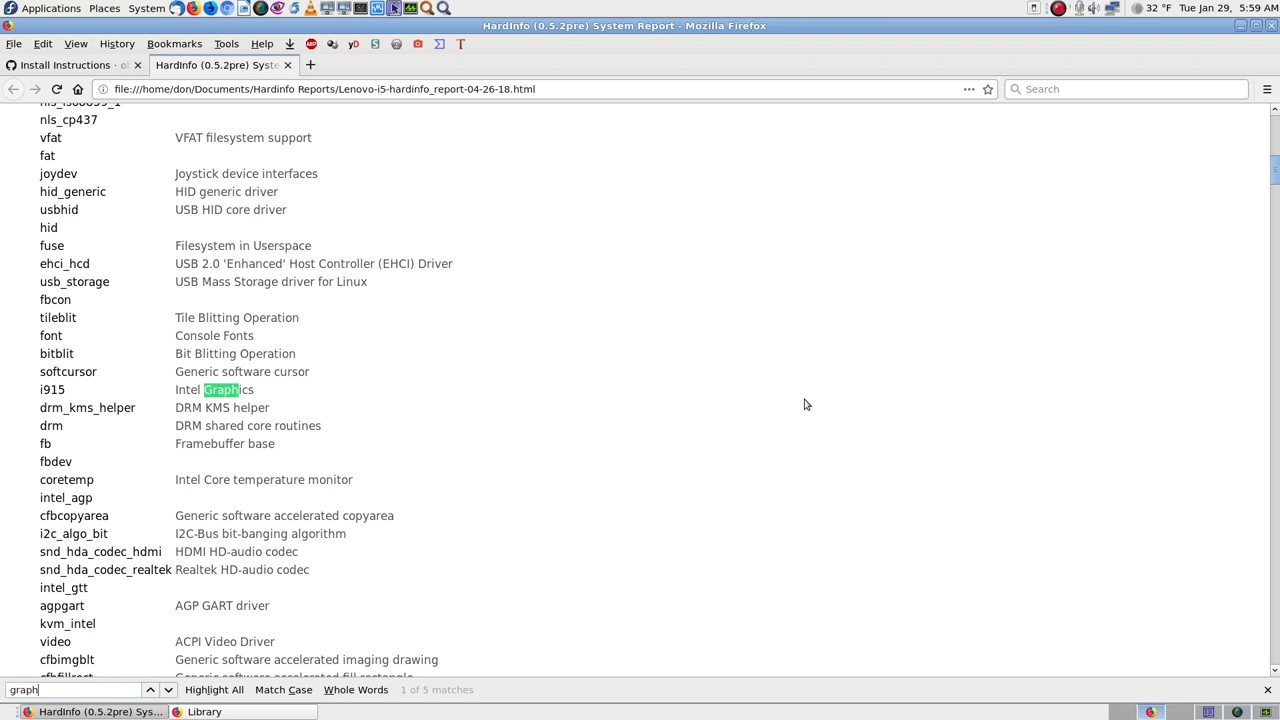 Applications Places System 32 °F Tue Jan 29, 5:59 AM
HardInfo (0.5.2pre) System Report - Mozilla Firefox
File Edit View History Bookmarks Tools Help
Install Instructions · HardInfo (0.5.2pre) Syste
file:///home/don/Documents/Hardinfo Reports/Lenovo-i5-hardinfo_report-04-26-18.html Search
nls_iso8859_1
nls_cp437
vfat VFAT filesystem support
fat
joydev Joystick device interfaces
hid_generic HID generic driver
usbhid USB HID core driver
hid
fuse Filesystem in Userspace
ehci_hcd USB 2.0 'Enhanced' Host Controller (EHCI) Driver
usb_storage USB Mass Storage driver for Linux
fbcon
tileblit Tile Blitting Operation
font Console Fonts
bitblit Bit Blitting Operation
softcursor Generic software cursor
i915 Intel Graphics
drm_kms_helper DRM KMS helper
drm DRM shared core routines
fb Framebuffer base
fbdev
coretemp Intel Core temperature monitor
intel_agp
cfbcopyarea Generic software accelerated copyarea
i2c_algo_bit I2C-Bus bit-banging algorithm
snd_hda_codec_hdmi HDMI HD-audio codec
snd_hda_codec_realtek Realtek HD-audio codec
intel_gtt
agpgart AGP GART driver
kvm_intel
video ACPI Video Driver
cfbimgblt Generic software accelerated imaging drawing
cfbfillrect Generic software accelerated fill rectangle
graph Highlight All Match Case Whole Words 1 of 5 matches
HardInfo (0.5.2pre) Sys... Library